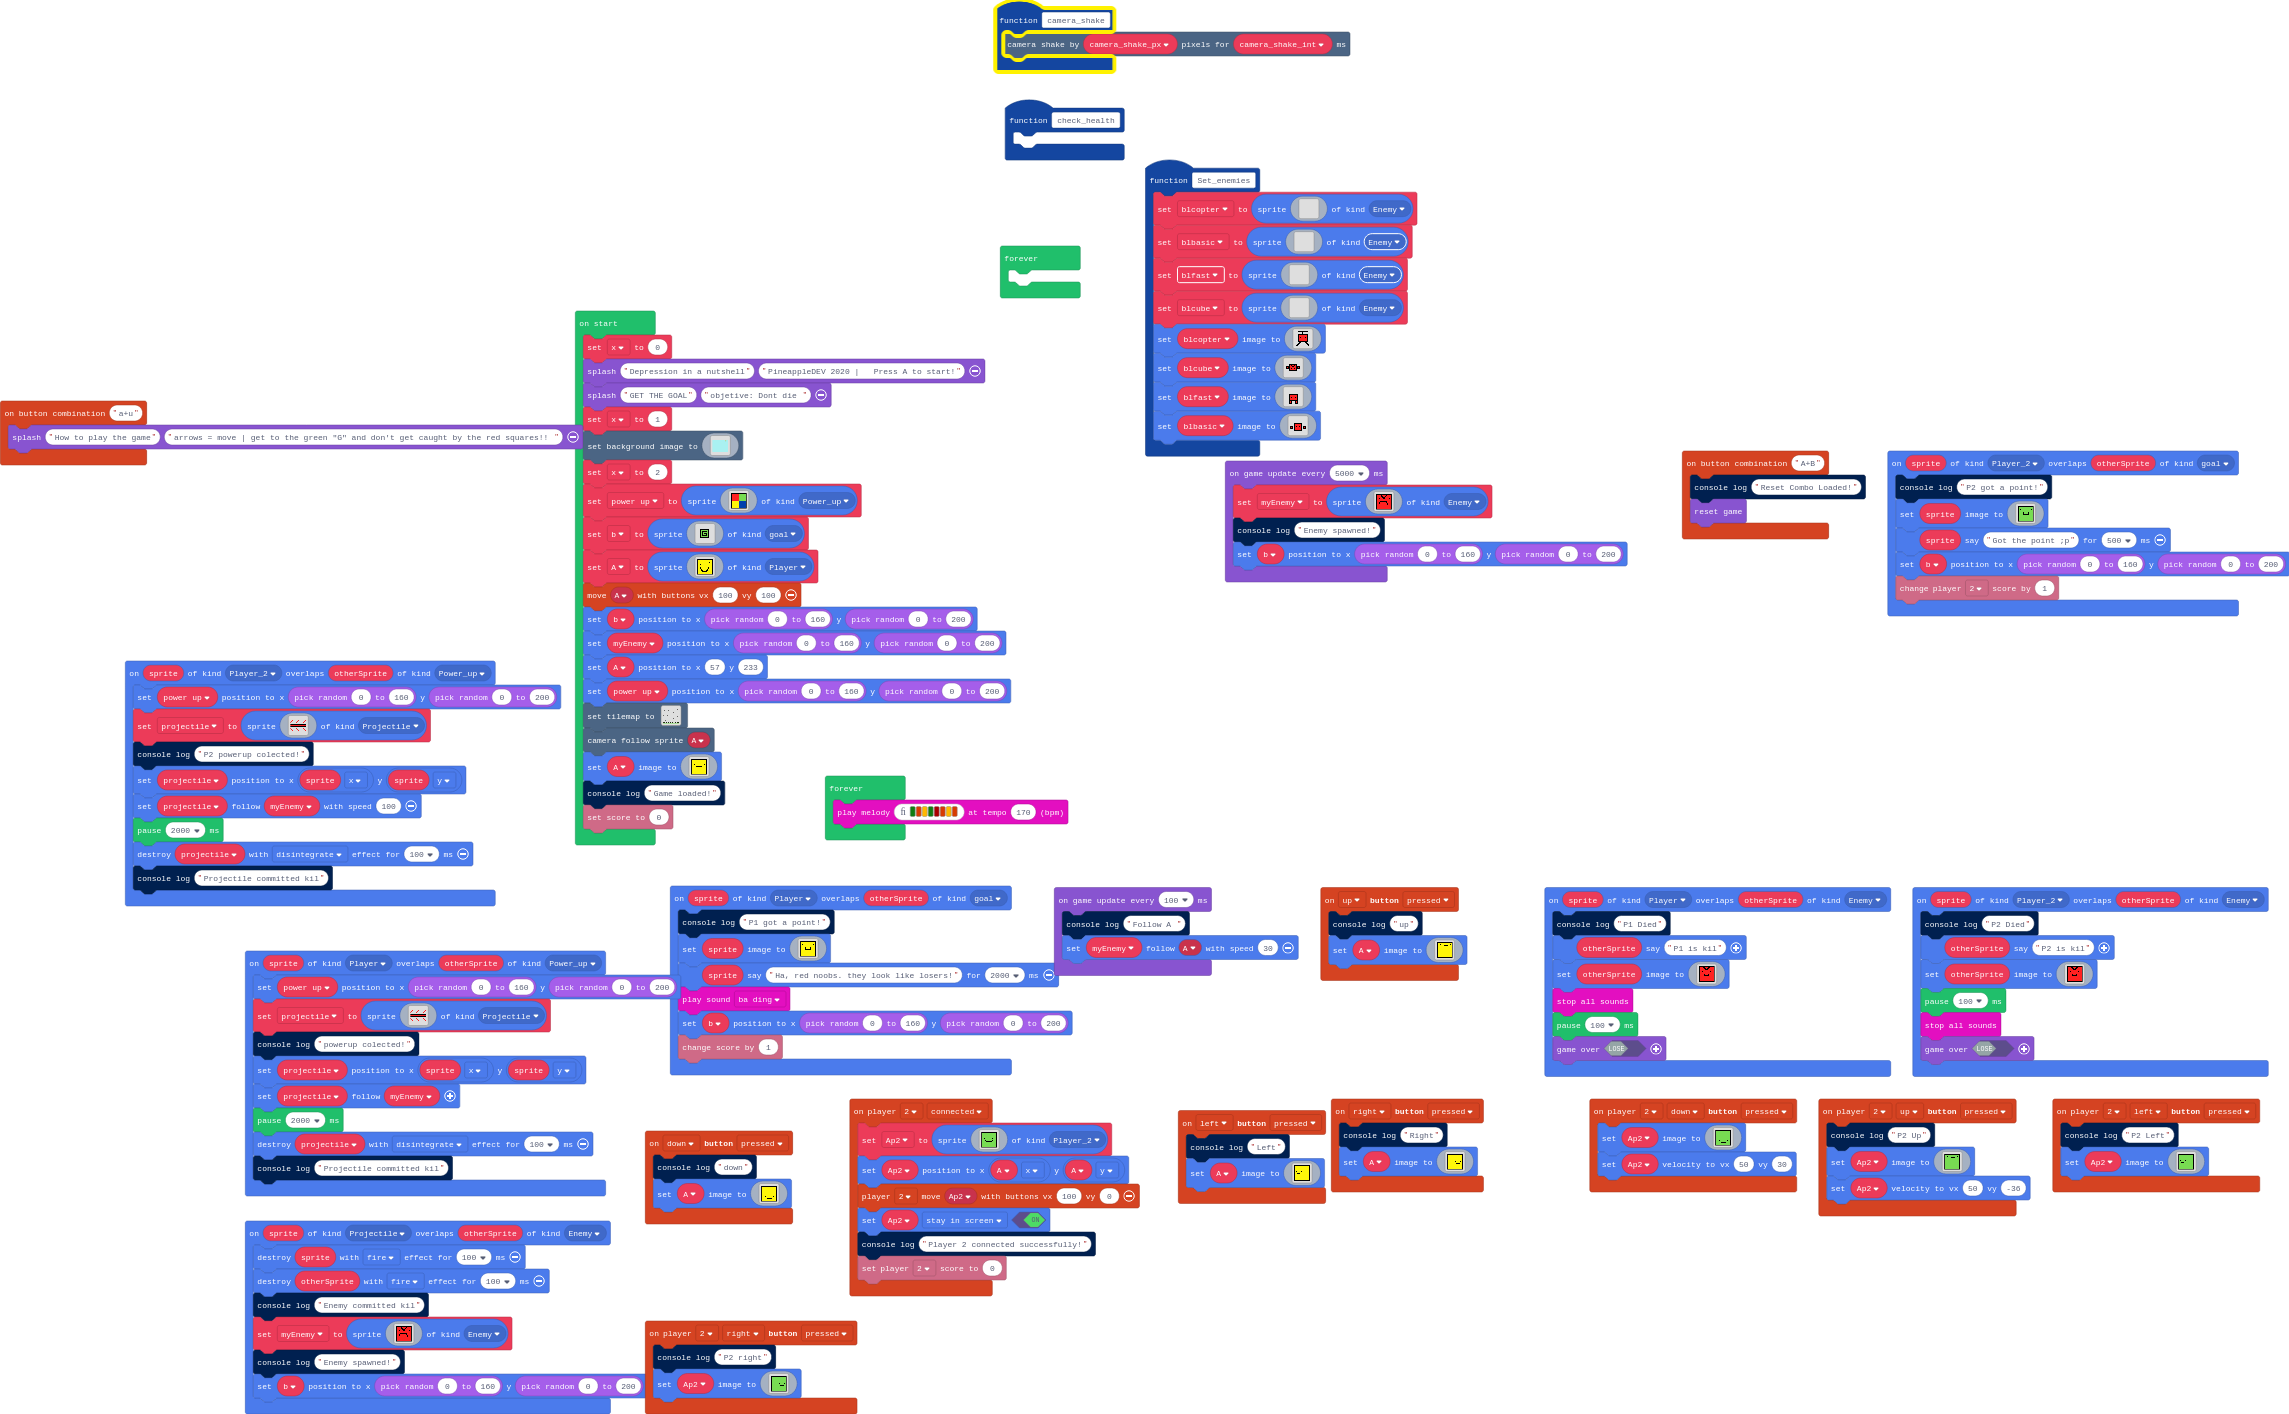 function camera_shake
camera shake by camera_shake_px pixels for camera_shake_int ms
function check_health
function Set_enemies
set blcopter to sprite of kind Enemy
set blbasic to sprite of kind Enemy
set blfast to sprite of kind Enemy
set blcube to sprite of kind Enemy
set blcopter image to
set blcube image to
set blfast image to
set blbasic image to
forever
on start
set x to 0
splash "Depression in a nutshell" "PineappleDEV 2020 | Press A to start!"
splash "GET THE GOAL" "objetive: Dont die "
set x to 1
set background image to
set x to 2
set power up to sprite of kind Power_up
set b to sprite of kind goal
set A to sprite of kind Player
move A with buttons vx 100 vy 100
set b position to x pick random 0 to 160 y pick random 0 to 200
set myEnemy position to x pick random 0 to 160 y pick random 0 to 200
set A position to x 57 y 233
set power up position to x pick random 0 to 160 y pick random 0 to 200
set tilemap to
camera follow sprite A
set A image to
console log "Game loaded!"
set score to 0
on button combination "a+u"
splash "How to play the game" "arrows = move | get to the green "G" and don't get caught by the red squares!! "
on game update every 5000 ms
set myEnemy to sprite of kind Enemy
console log "Enemy spawned!"
set b position to x pick random 0 to 160 y pick random 0 to 200
on button combination "A+B"
console log "Reset Combo Loaded!"
reset game
on sprite of kind Player_2 overlaps otherSprite of kind goal
console log "P2 got a point!"
set sprite image to
sprite say "Got the point ;p" for 500 ms
set b position to x pick random 0 to 160 y pick random 0 to 200
change player 2 score by 1
on sprite of kind Player_2 overlaps otherSprite of kind Power_up
set power up position to x pick random 0 to 160 y pick random 0 to 200
set projectile to sprite of kind Projectile
console log "P2 powerup colected!"
set projectile position to x sprite x y sprite y
set projectile follow myEnemy with speed 100
pause 2000 ms
destroy projectile with disintegrate effect for 100 ms
console log "Projectile committed kil"
forever
play melody at tempo 170 (bpm)
on sprite of kind Player overlaps otherSprite of kind goal
console log "P1 got a point!"
set sprite image to
sprite say "Ha, red noobs. they look like losers!" for 2000 ms
play sound ba ding
set b position to x pick random 0 to 160 y pick random 0 to 200
change score by 1
on game update every 100 ms
console log "Follow A "
set myEnemy follow A with speed 30
on up button pressed
console log "up"
set A image to
on sprite of kind Player overlaps otherSprite of kind Enemy
console log "P1 Died"
otherSprite say "P1 is kil"
set otherSprite image to
stop all sounds
pause 100 ms
game over LOSE
on sprite of kind Player_2 overlaps otherSprite of kind Enemy
console log "P2 Died"
otherSprite say "P2 is kil"
set otherSprite image to
pause 100 ms
stop all sounds
game over LOSE
on sprite of kind Player overlaps otherSprite of kind Power_up
set power up position to x pick random 0 to 160 y pick random 0 to 200
set projectile to sprite of kind Projectile
console log "powerup colected!"
set projectile position to x sprite x y sprite y
set projectile follow myEnemy
pause 2000 ms
destroy projectile with disintegrate effect for 100 ms
console log "Projectile committed kil"
on down button pressed
console log "down"
set A image to
on player 2 connected
set Ap2 to sprite of kind Player_2
set Ap2 position to x A x y A y
player 2 move Ap2 with buttons vx 100 vy 0
set Ap2 stay in screen ON
console log "Player 2 connected successfully!"
set player 2 score to 0
on left button pressed
console log "Left"
set A image to
on right button pressed
console log "Right"
set A image to
on player 2 down button pressed
set Ap2 image to
set Ap2 velocity to vx 50 vy 30
on player 2 up button pressed
console log "P2 Up"
set Ap2 image to
set Ap2 velocity to vx 50 vy -36
on player 2 left button pressed
console log "P2 Left"
set Ap2 image to
on sprite of kind Projectile overlaps otherSprite of kind Enemy
destroy sprite with fire effect for 100 ms
destroy otherSprite with fire effect for 100 ms
console log "Enemy committed kil"
set myEnemy to sprite of kind Enemy
console log "Enemy spawned!"
set b position to x pick random 0 to 160 y pick random 0 to 200
on player 2 right button pressed
console log "P2 right"
set Ap2 image to